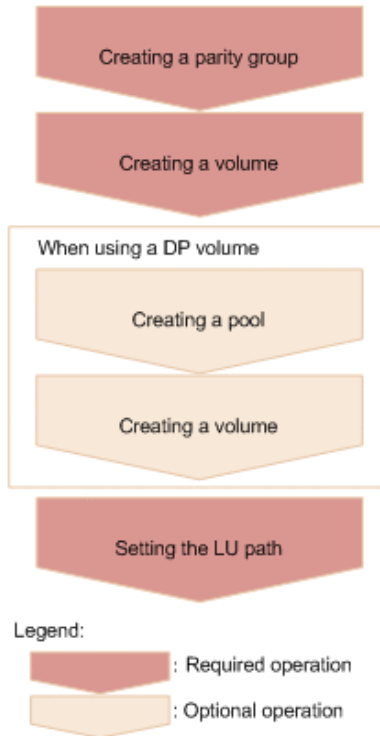 Creating a parity group
Creating a volume
When using a DP volume
Creating a pool
Creating a volume
Setting the LU path
Legend:
: Required operation
: Optional operation